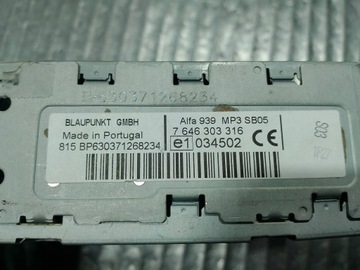 BP630371268234
BLAUPUNKT GMBH
Made in Portugal
815 BP630371268234
Alfa 939 MP3 SB05
7 646 303 316
e1 034502 CE